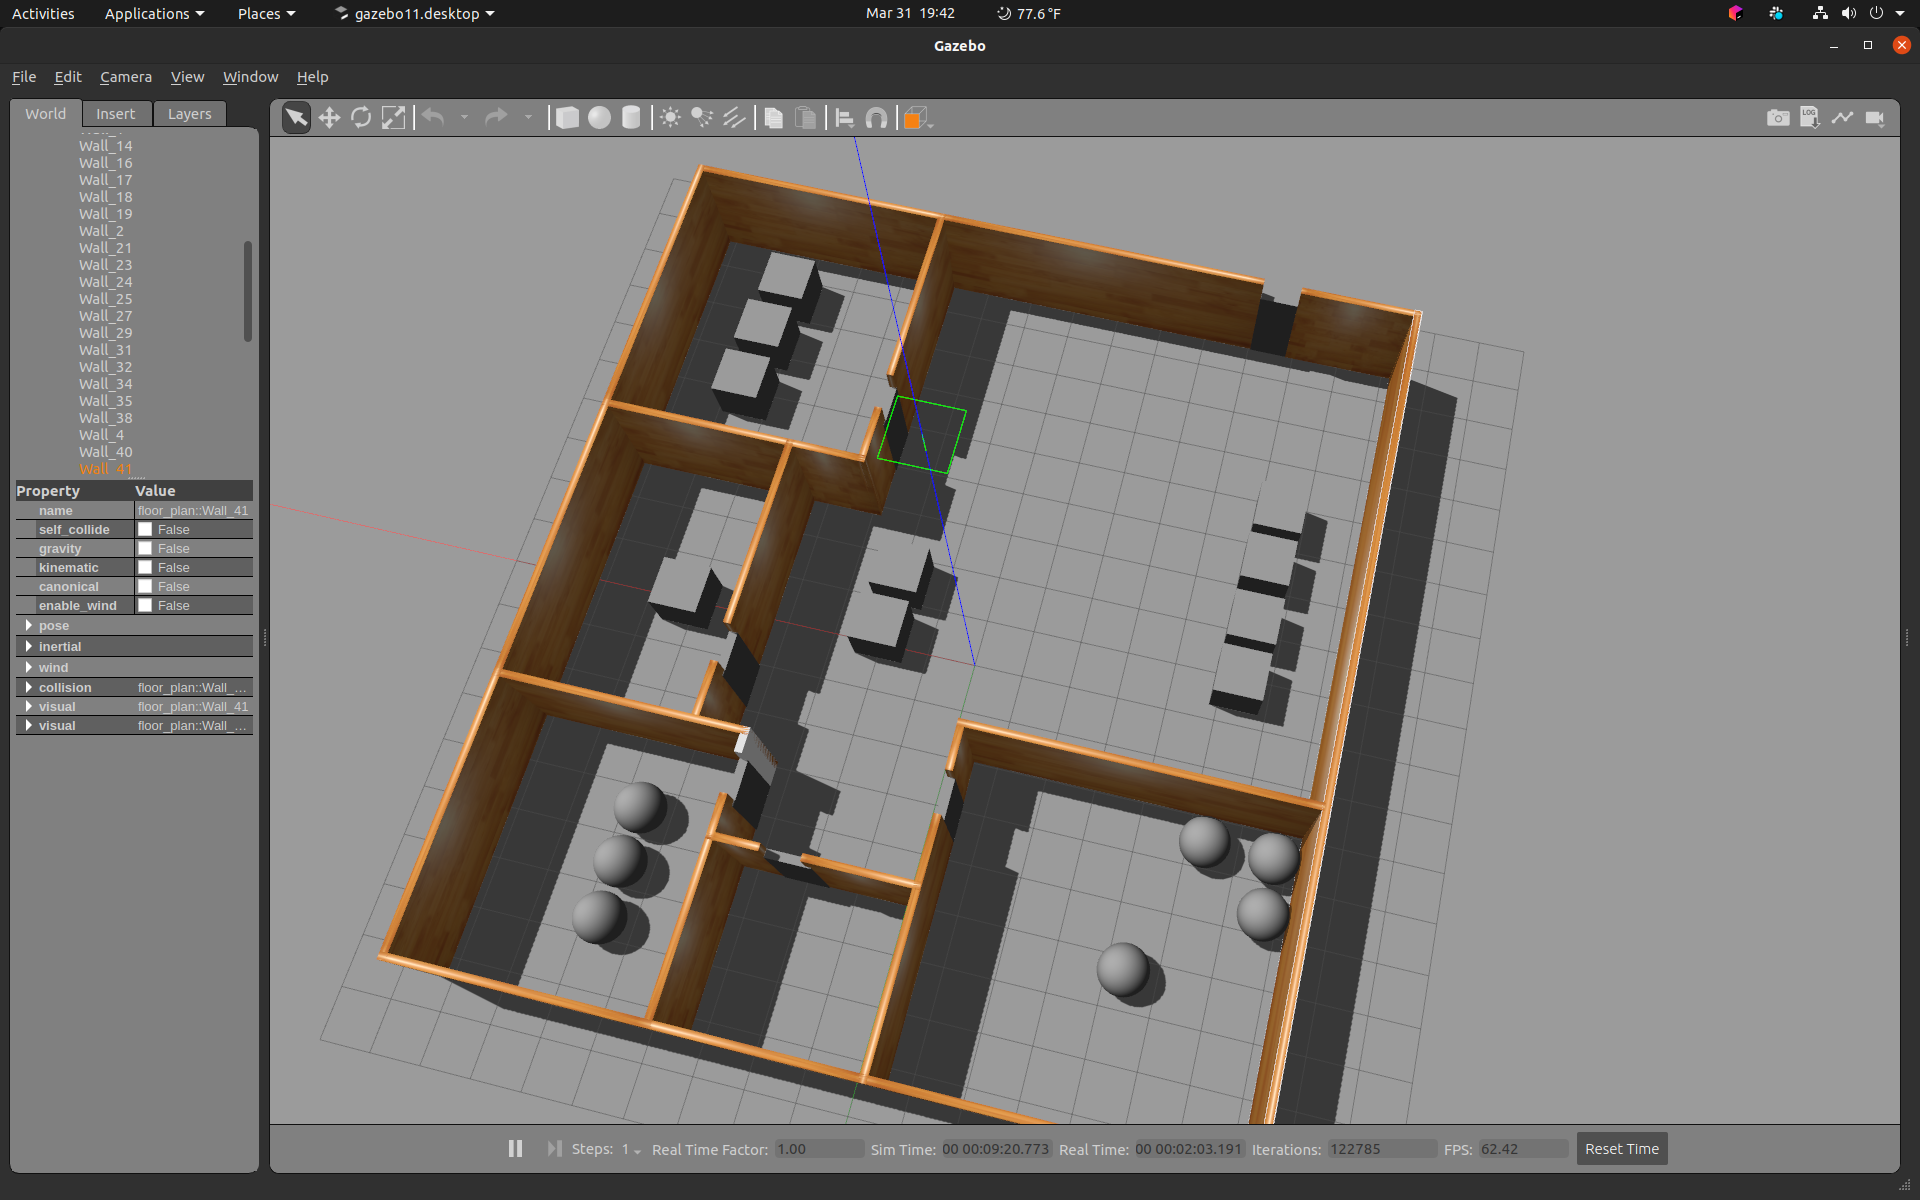 Activities Applications Places gazebo11.desktop Mar 31 19:42 77.6 °F
Gazebo
File Edit Camera View Window Help
World Insert Layers
Wall_14
Wall_16
Wall_17
Wall_18
Wall_19
Wall_2
Wall_21
Wall_23
Wall_24
Wall_25
Wall_27
Wall_29
Wall_31
Wall_32
Wall_34
Wall_35
Wall_38
Wall_4
Wall_40
Wall_41
Property Value
name floor_plan::Wall_41
self_collide False
gravity False
kinematic False
canonical False
enable_wind False
pose
inertial
wind
collision floor_plan::Wall_...
visual floor_plan::Wall_41
visual floor_plan::Wall_...
LOG
Steps: 1 Real Time Factor: 1.00 Sim Time: 00 00:09:20.773 Real Time: 00 00:02:03.191 Iterations: 122785 FPS: 62.42 Reset Time